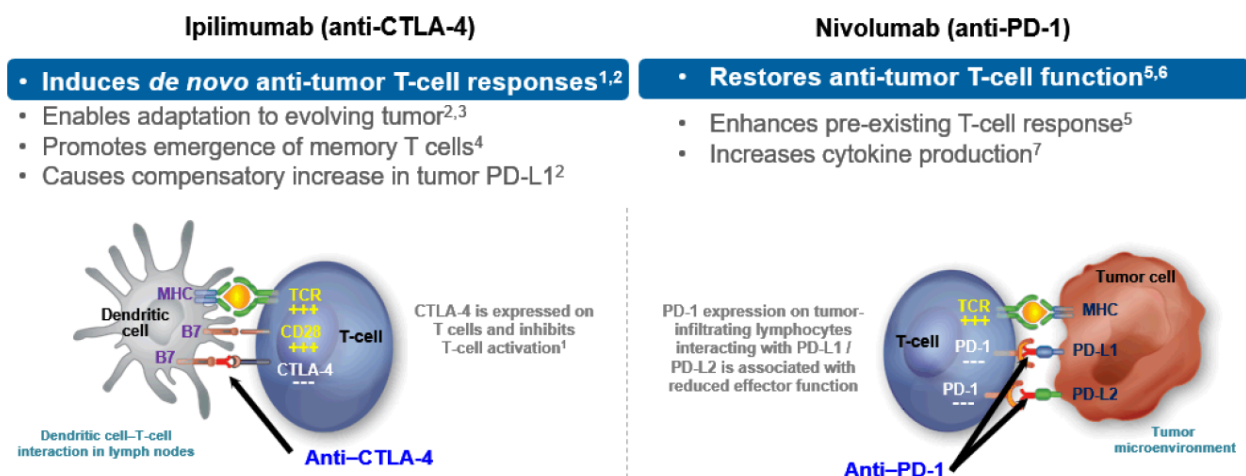 Ipilimumab (anti-CTLA-4)
• Induces de novo anti-tumor T-cell responses1,2
• Enables adaptation to evolving tumor2,3
• Promotes emergence of memory T cells4
• Causes compensatory increase in tumor PD-L12
MHC
Dendritic
cell
B7
B7
TCR
+++
CD28
+++
CTLA-4
---
T-cell
CTLA-4 is expressed on
T cells and inhibits
T-cell activation1
Dendritic cell–T-cell
interaction in lymph nodes
Anti–CTLA-4
Nivolumab (anti-PD-1)
• Restores anti-tumor T-cell function5,6
• Enhances pre-existing T-cell response5
• Increases cytokine production7
PD-1 expression on tumor-
infiltrating lymphocytes
interacting with PD-L1 /
PD-L2 is associated with
reduced effector function
T-cell
TCR
+++
PD-1
---
PD-1
---
Tumor cell
MHC
PD-L1
PD-L2
Tumor
microenvironment
Anti–PD-1